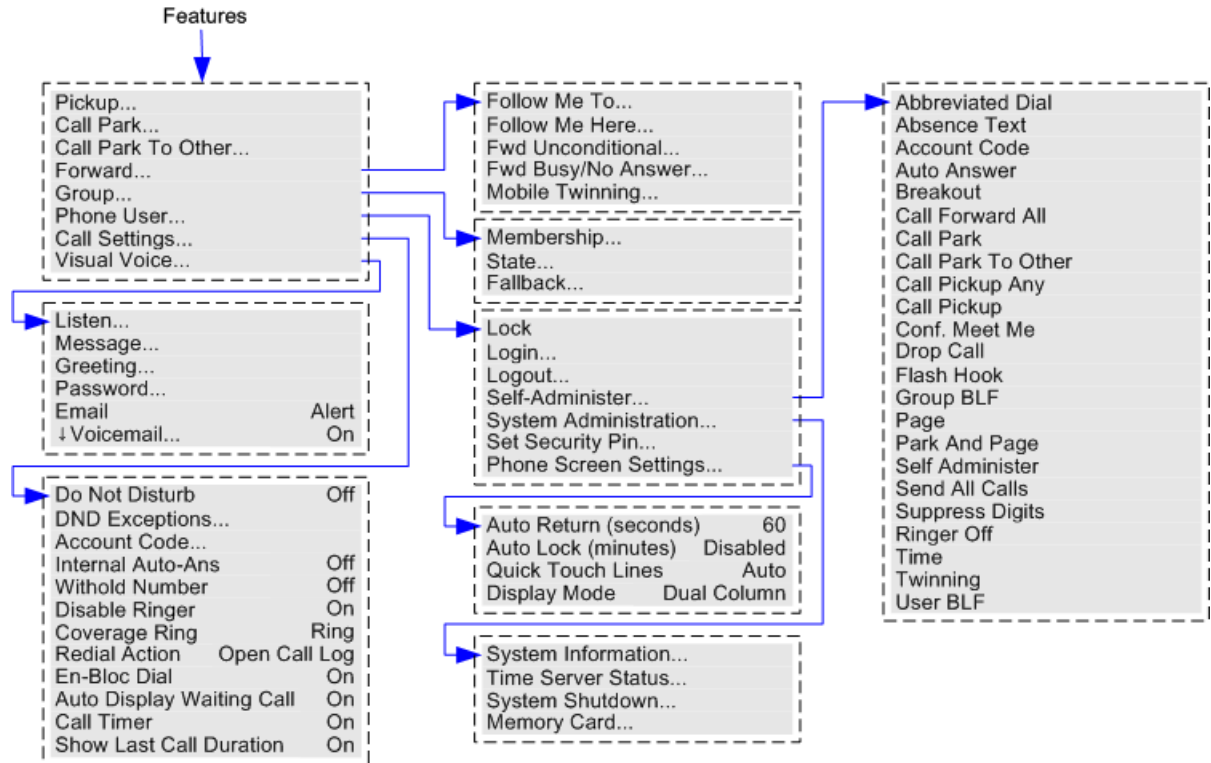 Features
Pickup...
Call Park...
Call Park To Other...
Forward...
Group...
Phone User...
Call Settings...
Visual Voice...
Listen...
Message...
Greeting...
Password...
Email Alert
↓Voicemail... On
Do Not Disturb Off
DND Exceptions...
Account Code...
Internal Auto-Ans Off
Withold Number Off
Disable Ringer On
Coverage Ring Ring
Redial Action Open Call Log
En-Bloc Dial On
Auto Display Waiting Call On
Call Timer On
Show Last Call Duration On
Follow Me To...
Follow Me Here...
Fwd Unconditional...
Fwd Busy/No Answer...
Mobile Twinning...
Membership...
State...
Fallback...
Lock
Login...
Logout...
Self-Administer...
System Administration...
Set Security Pin...
Phone Screen Settings...
Auto Return (seconds) 60
Auto Lock (minutes) Disabled
Quick Touch Lines Auto
Display Mode Dual Column
System Information...
Time Server Status...
System Shutdown...
Memory Card...
Abbreviated Dial
Absence Text
Account Code
Auto Answer
Breakout
Call Forward All
Call Park
Call Park To Other
Call Pickup Any
Call Pickup
Conf. Meet Me
Drop Call
Flash Hook
Group BLF
Page
Park And Page
Self Administer
Send All Calls
Suppress Digits
Ringer Off
Time
Twinning
User BLF